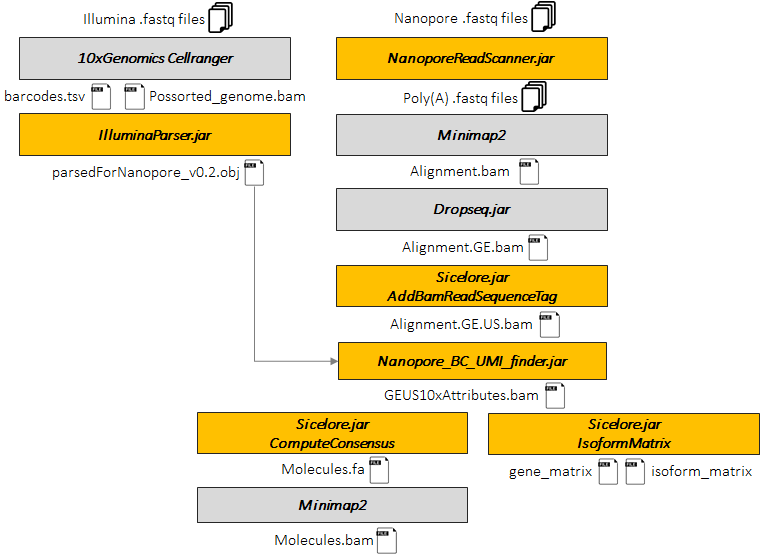 Illumina .fastq files
Nanopore .fastq files
10xGenomics Cellranger
NanoporeReadScanner.jar
barcodes.tsv
FILE
FILE
Possorted_genome.bam
Poly(A) .fastq files
IlluminaParser.jar
Minimap2
parsedForNanopore_v0.2.obj
FILE
Alignment.bam
FILE
Dropseq.jar
Alignment.GE.bam
FILE
Sicelore.jar
AddBamReadSequenceTag
Alignment.GE.US.bam
FILE
Nanopore_BC_UMI_finder.jar
GEUS10xAttributes.bam
FILE
Sicelore.jar
ComputeConsensus
Sicelore.jar
IsoformMatrix
Molecules.fa
FILE
gene_matrix
FILE
FILE
isoform_matrix
Minimap2
Molecules.bam
FILE